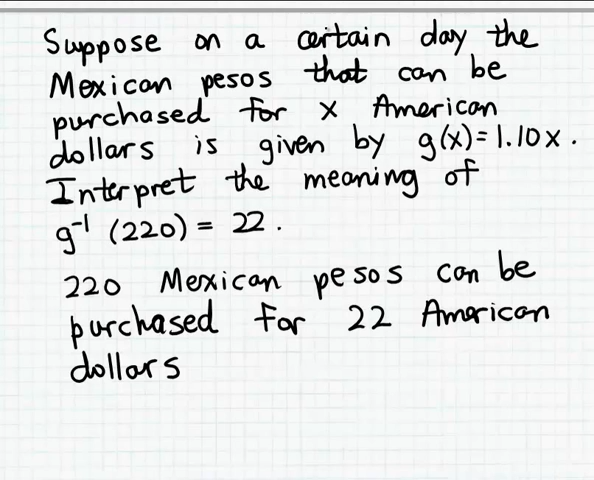 Suppose on a certain day the
Mexican pesos that can be
purchased for x American
dollars is given by g(x)=1.10x.
Interpret the meaning of
g⁻¹ (220) = 22.
220 Mexican pesos can be
purchased for 22 American
dollars